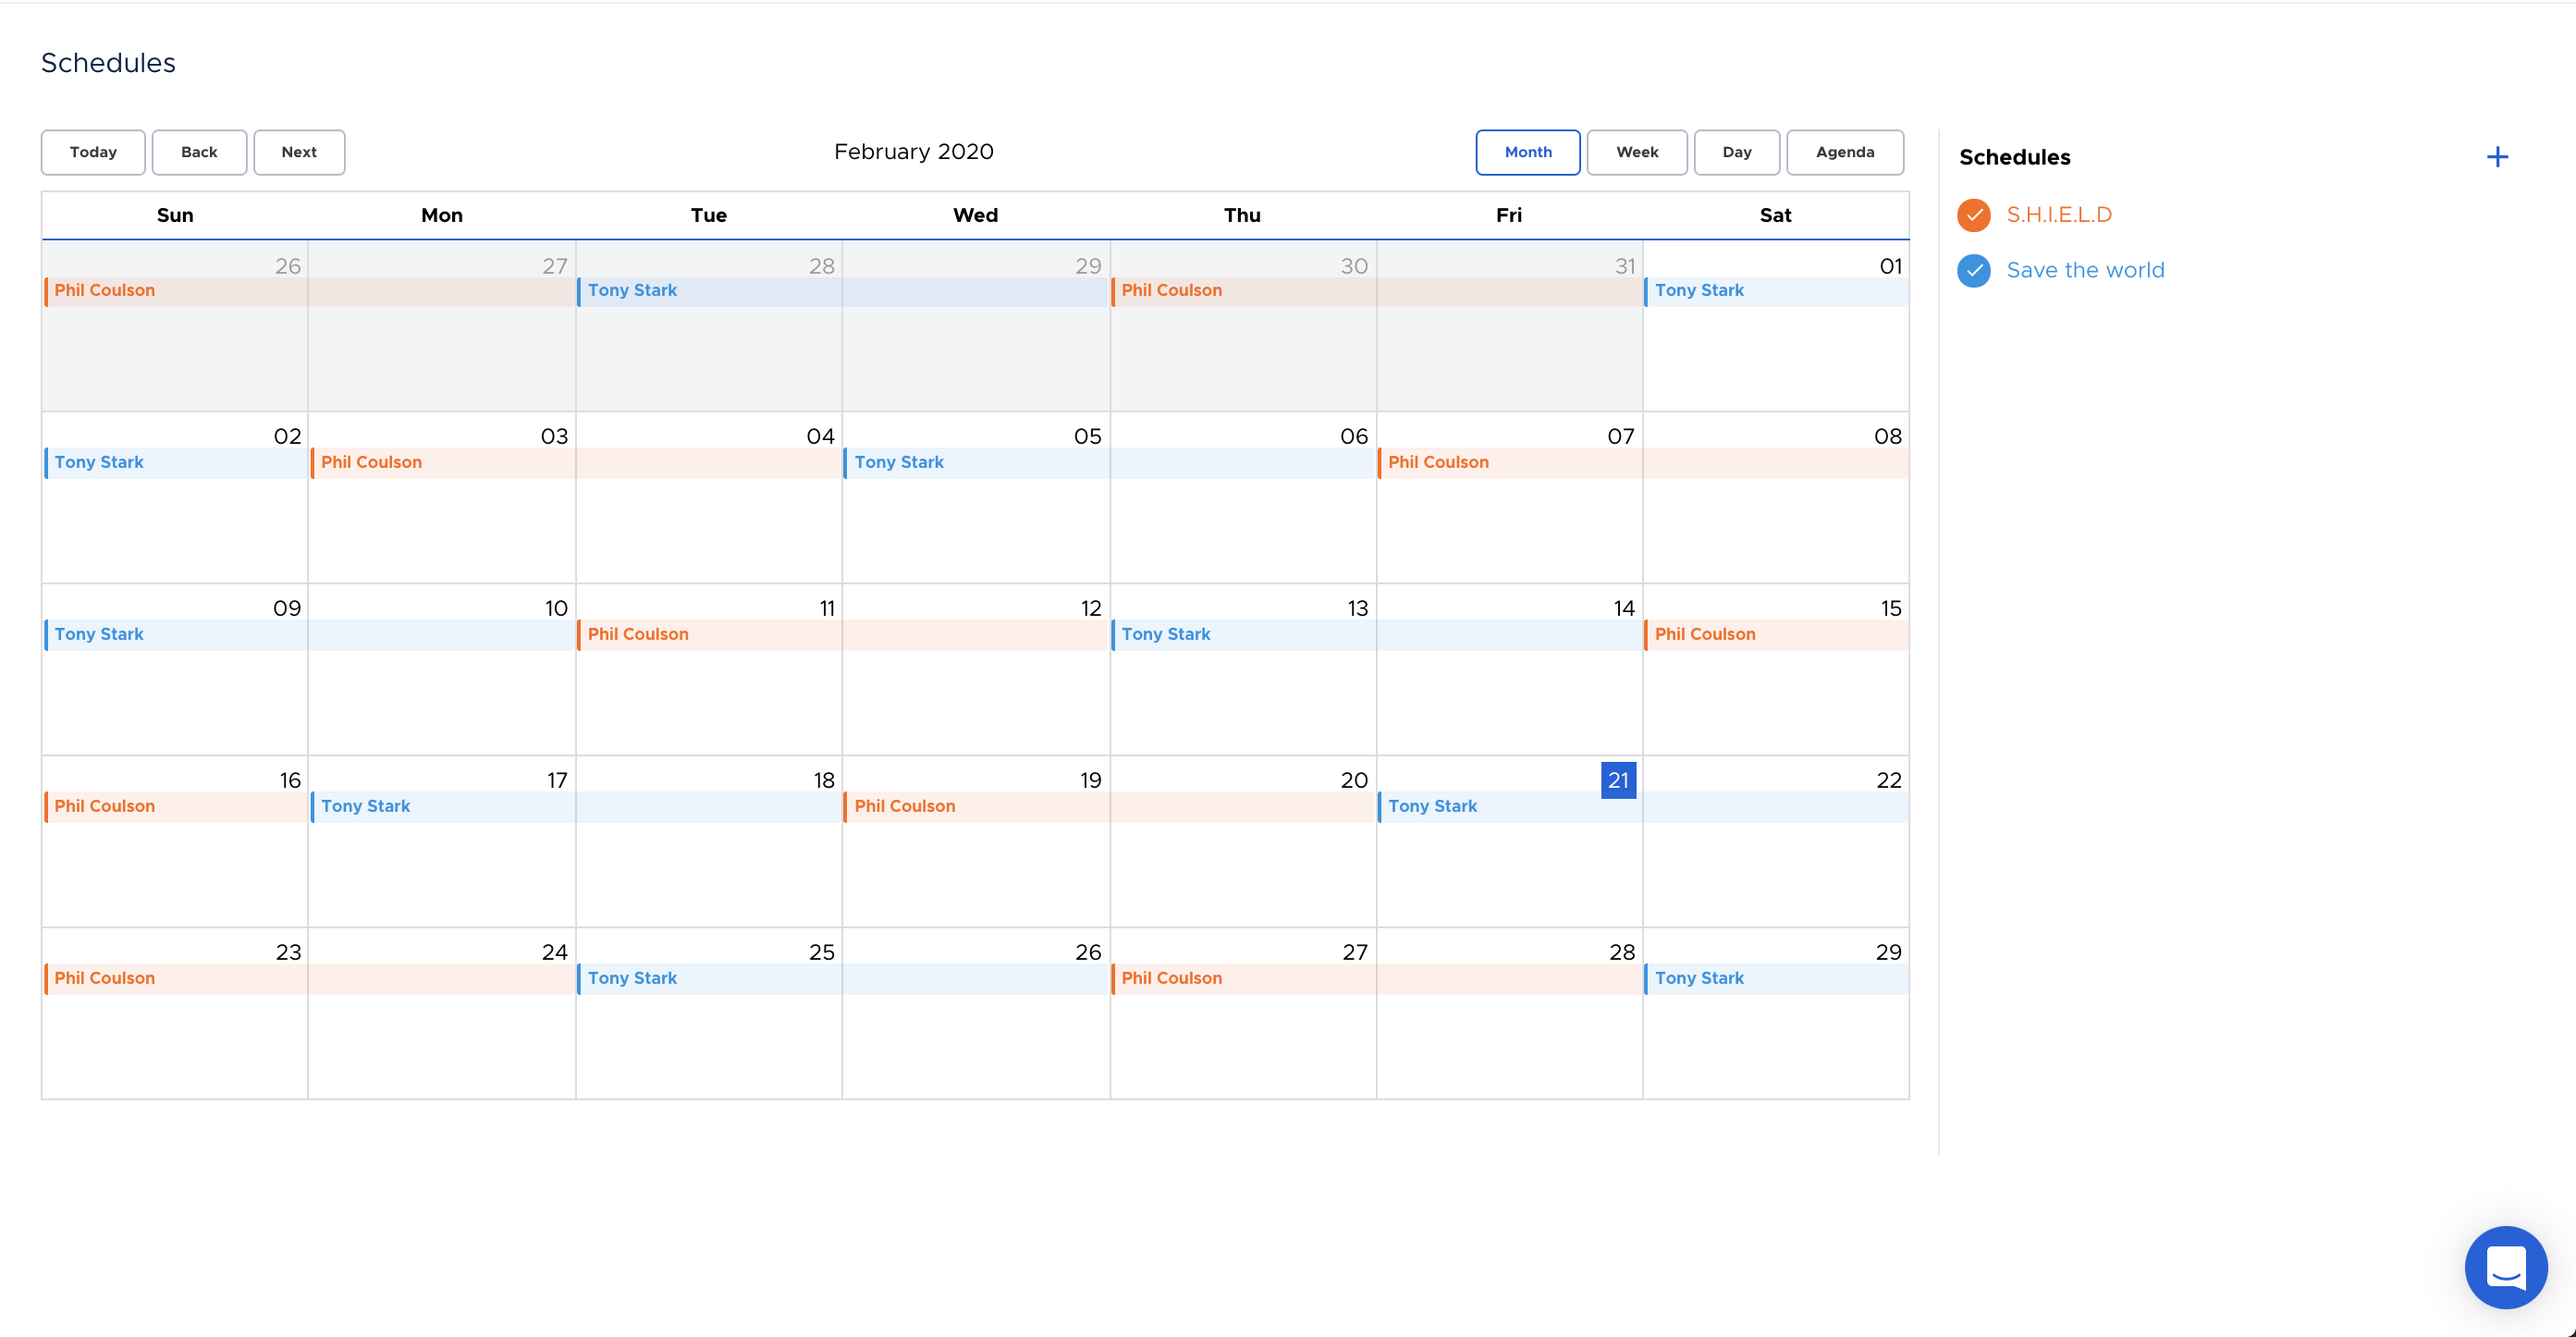 Schedules
Today Back Next February 2020 Month Week Day Agenda
Schedules
S.H.I.E.L.D
Save the world
Sun Mon Tue Wed Thu Fri Sat
26 27 28 29 30 31 01
Phil Coulson Tony Stark Phil Coulson Tony Stark
02 03 04 05 06 07 08
Tony Stark Phil Coulson Tony Stark Phil Coulson
09 10 11 12 13 14 15
Tony Stark Phil Coulson Tony Stark Phil Coulson
16 17 18 19 20 21 22
Phil Coulson Tony Stark Phil Coulson Tony Stark
23 24 25 26 27 28 29
Phil Coulson Tony Stark Phil Coulson Tony Stark